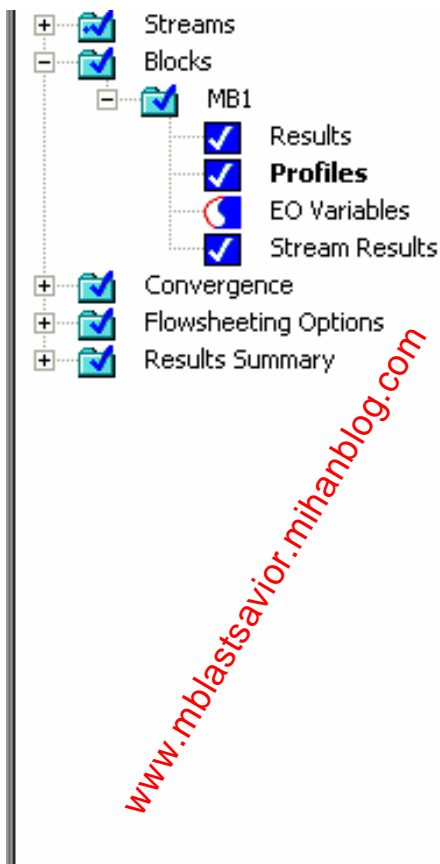 Streams
Blocks
MB1
Results
Profiles
EO Variables
Stream Results
Convergence
Flowsheeting Options
Results Summary
www.mblastsavior.mihanblog.com